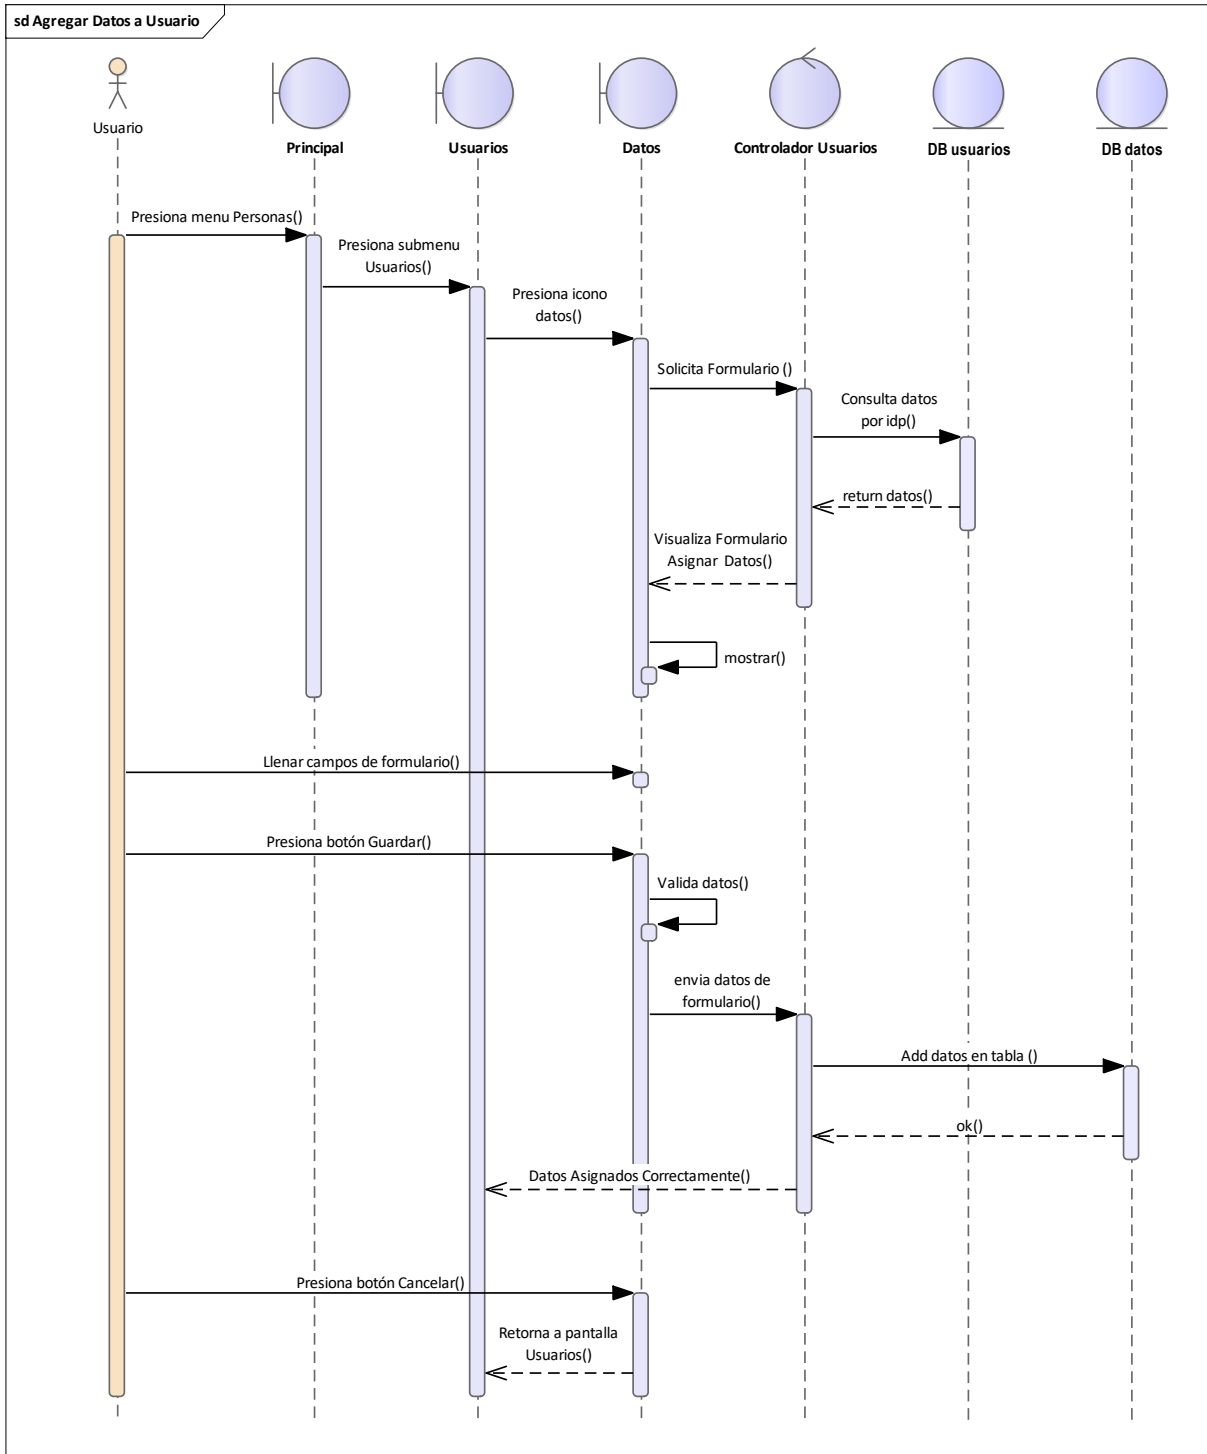 sd Agregar Datos a Usuario
Usuario
Principal
Usuarios
Datos
Controlador Usuarios
DB usuarios
DB datos
Presiona menu Personas()
Presiona submenu
Usuarios()
Presiona icono
datos()
Solicita Formulario ()
Consulta datos
por idp()
return datos()
Visualiza Formulario
Asignar Datos()
mostrar()
Llenar campos de formulario()
Presiona botón Guardar()
Valida datos()
envia datos de
formulario()
Add datos en tabla ()
ok()
Datos Asignados Correctamente()
Presiona botón Cancelar()
Retorna a pantalla
Usuarios()